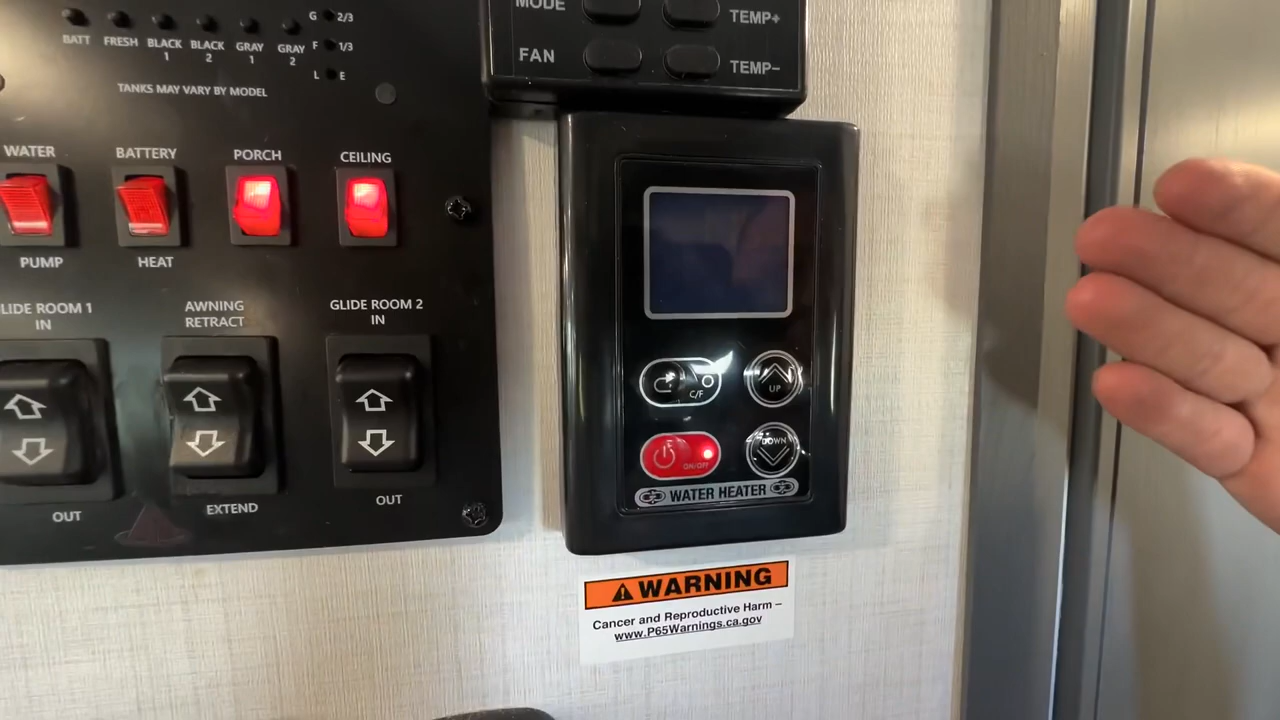 MODE
TEMP+
FAN
TEMP-
G 2/3
F 1/3
L E
BATT FRESH BLACK 1 BLACK 2 GRAY 1 GRAY 2
TANKS MAY VARY BY MODEL
WATER
PUMP
BATTERY
HEAT
PORCH
CEILING
LIDE ROOM 1
IN
OUT
AWNING
RETRACT
EXTEND
GLIDE ROOM 2
IN
OUT
C/F
UP
ON/OFF
DOWN
WATER HEATER
WARNING
Cancer and Reproductive Harm –
www.P65Warnings.ca.gov